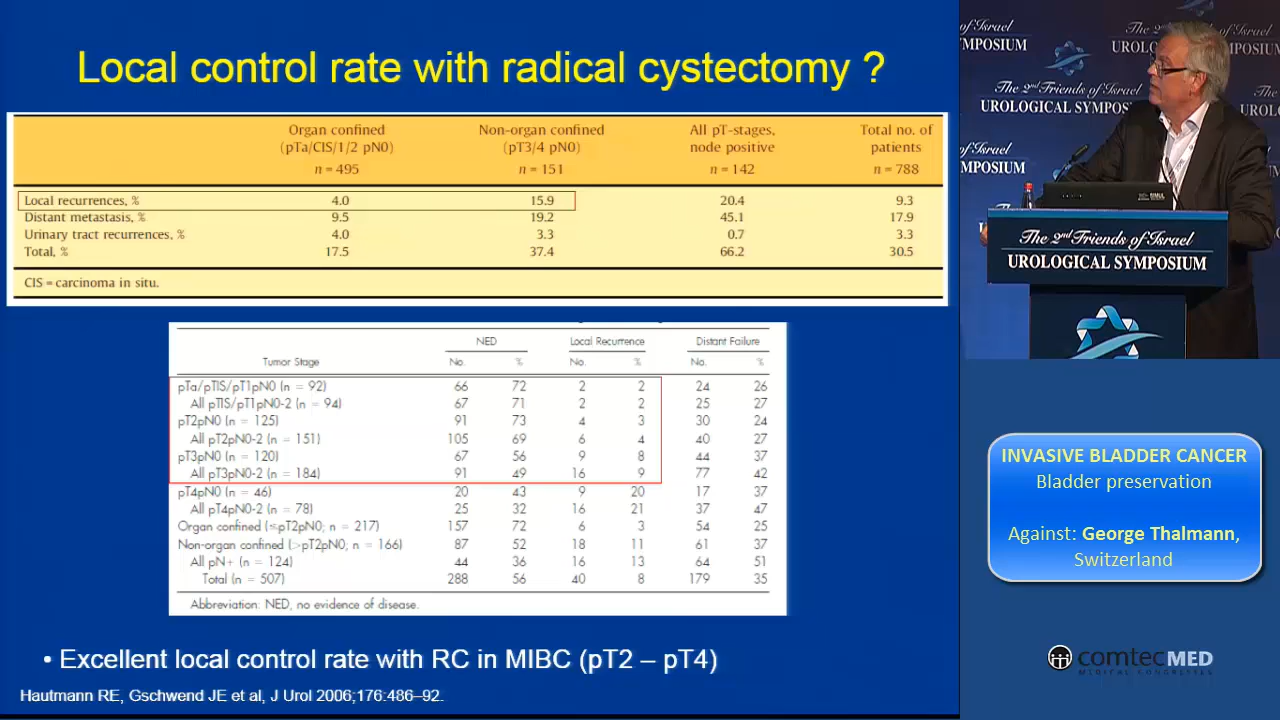 Local control rate with radical cystectomy ?
Organ confined Non-organ confined All pT-stages, Total no. of
(pTa/CIS/1/2 pN0) (pT3/4 pN0) node positive patients
n = 495 n = 151 n = 142 n = 788
Local recurrences, % 4.0 15.9 20.4 9.3
Distant metastasis, % 9.5 19.2 45.1 17.9
Urinary tract recurrences, % 4.0 3.3 0.7 3.3
Total, % 17.5 37.4 66.2 30.5
CIS = carcinoma in situ.
NED Local Recurrence Distant Failure
Tumor Stage No. % No. % No. %
pTa/pTIS/pT1pN0 (n = 92) 66 72 2 2 24 26
All pTIS/pT1pN0-2 (n = 94) 67 71 2 2 25 27
pT2pN0 (n = 125) 91 73 4 3 30 24
All pT2pN0-2 (n = 151) 105 69 6 4 40 27
pT3pN0 (n = 120) 67 56 9 8 44 37
All pT3pN0-2 (n = 184) 91 49 16 9 77 42
pT4pN0 (n = 46) 20 43 9 20 17 37
All pT4pN0-2 (n = 78) 25 32 16 21 37 47
Organ confined (≤pT2pN0; n = 217) 157 72 6 3 54 25
Non-organ confined (>pT2pN0; n = 166) 87 52 18 11 61 37
All pN+ (n = 124) 44 36 16 13 64 51
Total (n = 507) 288 56 40 8 179 35
Abbreviation: NED, no evidence of disease.
• Excellent local control rate with RC in MIBC (pT2 – pT4)
Hautmann RE, Gschwend JE et al, J Urol 2006;176:486–92.
The 2nd Friends of Israel
UROLOGICAL SYMPOSIUM
The 2nd Friends of Israel
UROLOGICAL SYMPOSIUM
INVASIVE BLADDER CANCER
Bladder preservation
Against: George Thalmann,
Switzerland
comtecMED
MEDICAL CONGRESSES